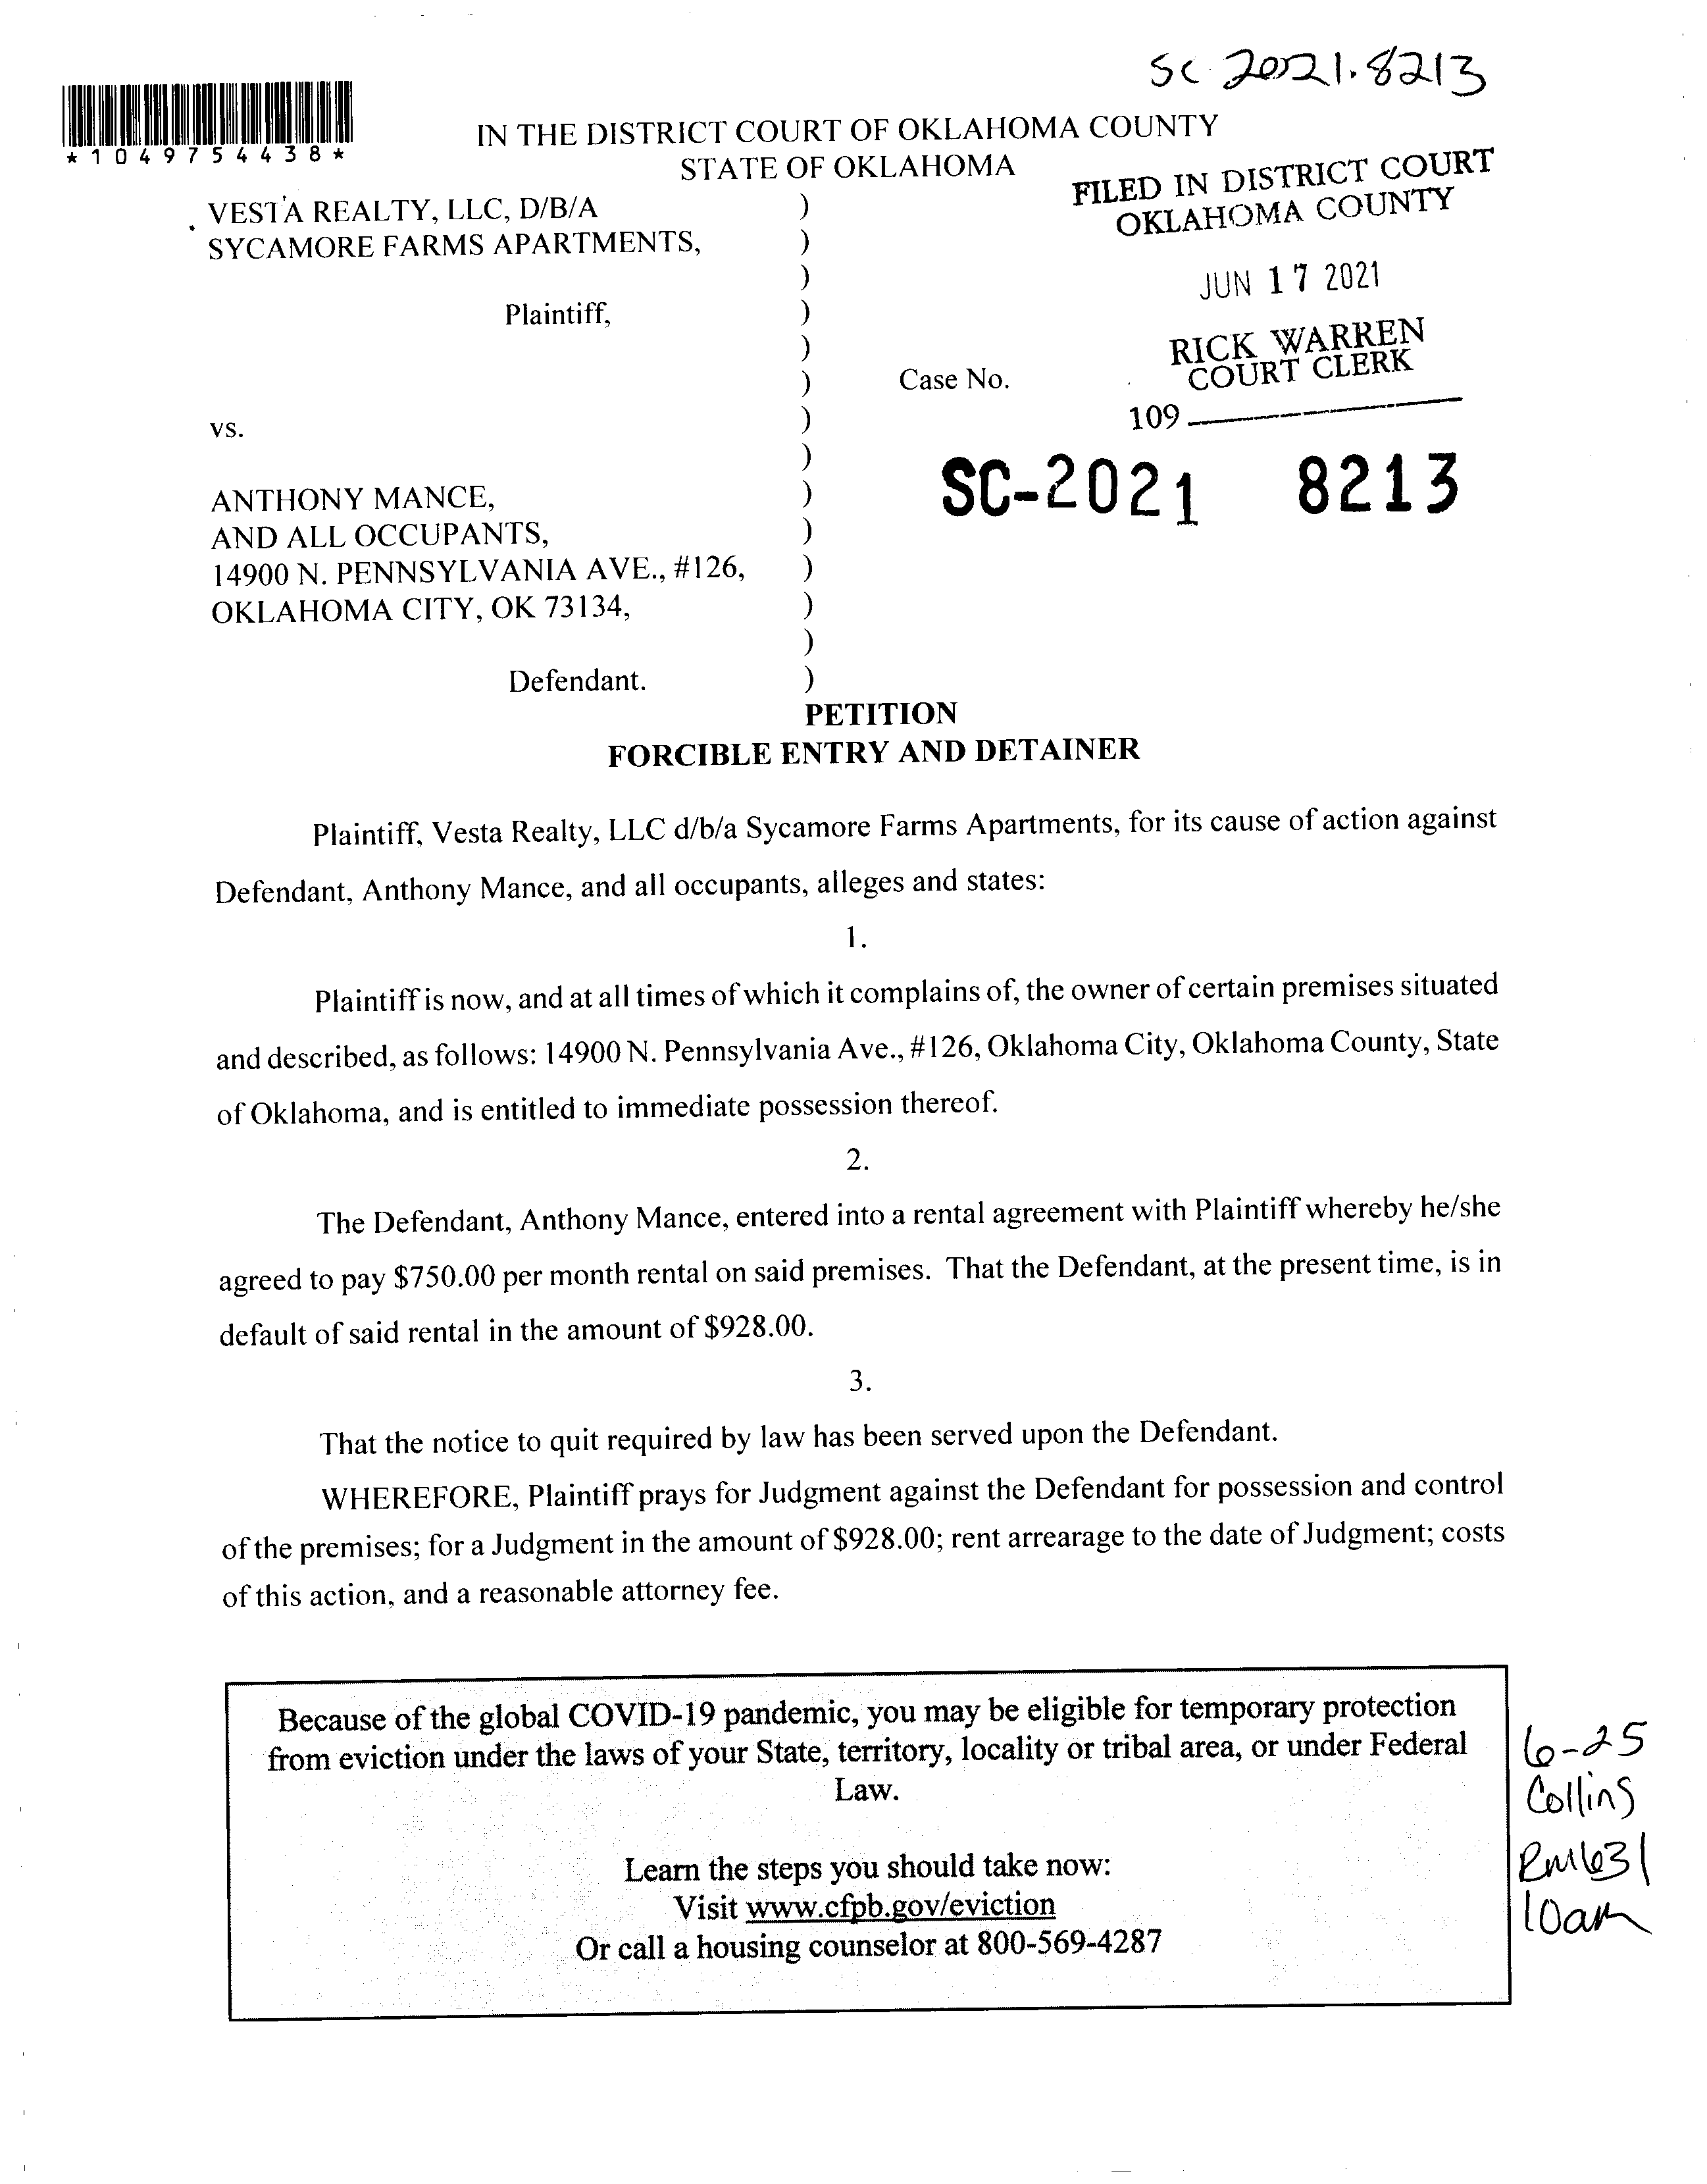 SC 2021.8213
*1049754438*
IN THE DISTRICT COURT OF OKLAHOMA COUNTY
STATE OF OKLAHOMA
FILED IN DISTRICT COURT
OKLAHOMA COUNTY
JUN 17 2021
RICK WARREN
COURT CLERK
109
VESTA REALTY, LLC, D/B/A )
SYCAMORE FARMS APARTMENTS, )
)
Plaintiff, )
)
) Case No.
vs. )
)
SC-2021 8213
ANTHONY MANCE, )
AND ALL OCCUPANTS, )
14900 N. PENNSYLVANIA AVE., #126, )
OKLAHOMA CITY, OK 73134, )
)
Defendant. )
PETITION
FORCIBLE ENTRY AND DETAINER
Plaintiff, Vesta Realty, LLC d/b/a Sycamore Farms Apartments, for its cause of action against
Defendant, Anthony Mance, and all occupants, alleges and states:
1.
Plaintiff is now, and at all times of which it complains of, the owner of certain premises situated
and described, as follows: 14900 N. Pennsylvania Ave., #126, Oklahoma City, Oklahoma County, State
of Oklahoma, and is entitled to immediate possession thereof.
2.
The Defendant, Anthony Mance, entered into a rental agreement with Plaintiff whereby he/she
agreed to pay $750.00 per month rental on said premises. That the Defendant, at the present time, is in
default of said rental in the amount of $928.00.
3.
That the notice to quit required by law has been served upon the Defendant.
WHEREFORE, Plaintiff prays for Judgment against the Defendant for possession and control
of the premises; for a Judgment in the amount of $928.00; rent arrearage to the date of Judgment; costs
of this action, and a reasonable attorney fee.
Because of the global COVID-19 pandemic, you may be eligible for temporary protection
from eviction under the laws of your State, territory, locality or tribal area, or under Federal
Law.
Learn the steps you should take now:
Visit www.cfpb.gov/eviction
Or call a housing counselor at 800-569-4287
6-25
Collins
Rm631
10am